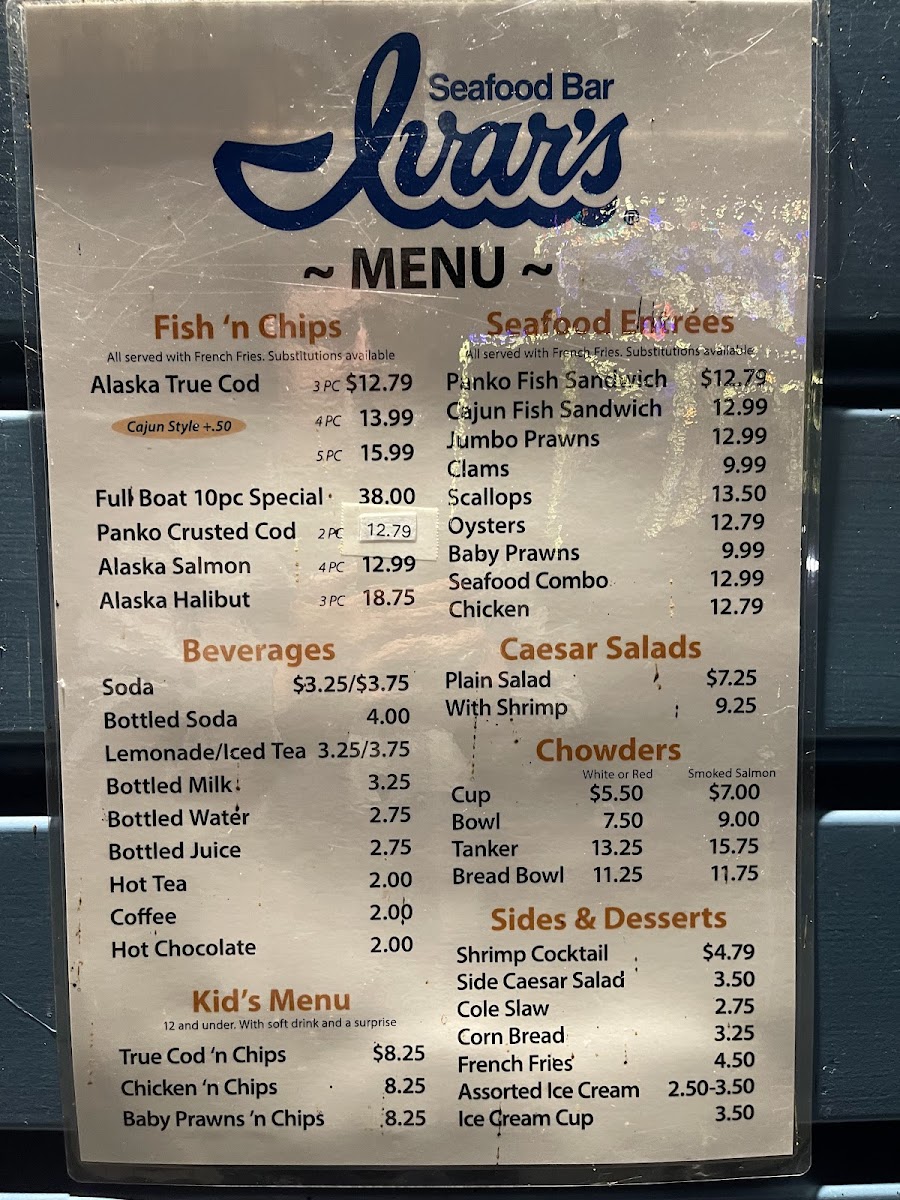 Seafood Bar
Ivar's
®
~ MENU ~
Fish 'n Chips
All served with French Fries. Substitutions available
Alaska True Cod 3 PC $12.79
Cajun Style +.50 4 PC 13.99
5 PC 15.99
Full Boat 10pc Special 38.00
Panko Crusted Cod 2 PC 12.79
Alaska Salmon 4 PC 12.99
Alaska Halibut 3 PC 18.75
Beverages
Soda $3.25/$3.75
Bottled Soda 4.00
Lemonade/Iced Tea 3.25/3.75
Bottled Milk 3.25
Bottled Water 2.75
Bottled Juice 2.75
Hot Tea 2.00
Coffee 2.00
Hot Chocolate 2.00
Kid's Menu
12 and under. With soft drink and a surprise
True Cod 'n Chips $8.25
Chicken 'n Chips 8.25
Baby Prawns 'n Chips 8.25
Seafood Entrées
All served with French Fries. Substitutions available.
Panko Fish Sandwich $12.79
Cajun Fish Sandwich 12.99
Jumbo Prawns 12.99
Clams 9.99
Scallops 13.50
Oysters 12.79
Baby Prawns 9.99
Seafood Combo 12.99
Chicken 12.79
Caesar Salads
Plain Salad $7.25
With Shrimp 9.25
Chowders
White or Red Smoked Salmon
Cup $5.50 $7.00
Bowl 7.50 9.00
Tanker 13.25 15.75
Bread Bowl 11.25 11.75
Sides & Desserts
Shrimp Cocktail $4.79
Side Caesar Salad 3.50
Cole Slaw 2.75
Corn Bread 3.25
French Fries 4.50
Assorted Ice Cream 2.50-3.50
Ice Cream Cup 3.50